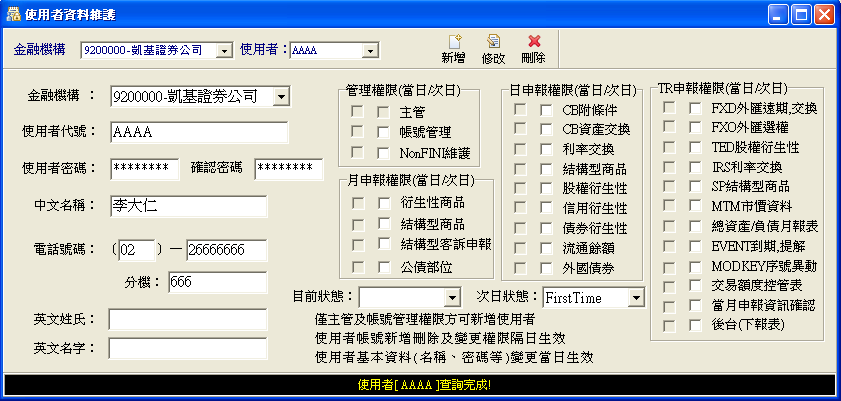 使用者資料維護
金融機構 9200000-凱基證券公司 使用者：AAAA 新增 修改 刪除
金融機構 ： 9200000-凱基證券公司
使用者代號： AAAA
使用者密碼： ******** 確認密碼 ********
中文名稱： 李大仁
電話號碼： （02）－26666666
分機： 666
英文姓氏：
英文名字：
管理權限(當日/次日)
主管
帳號管理
NonFINI維護
月申報權限(當日/次日)
衍生性商品
結構型商品
結構型客訴申報
公債部位
日申報權限(當日/次日)
CB附條件
CB資產交換
利率交換
結構型商品
股權衍生性
信用衍生性
債券衍生性
流通餘額
外國債券
TR申報權限(當日/次日)
FXD外匯遠期,交換
FXO外匯選權
TED股權衍生性
IRS利率交換
SP結構型商品
MTM市價資料
總資產/負債月報表
EVENT到期,提解
MODKEY序號異動
交易額度控管表
當月申報資訊確認
後台(下報表)
目前狀態： 次日狀態： FirstTime
僅主管及帳號管理權限方可新增使用者
使用者帳號新增刪除及變更權限隔日生效
使用者基本資料(名稱、密碼等)變更當日生效
使用者[ AAAA ]查詢完成!